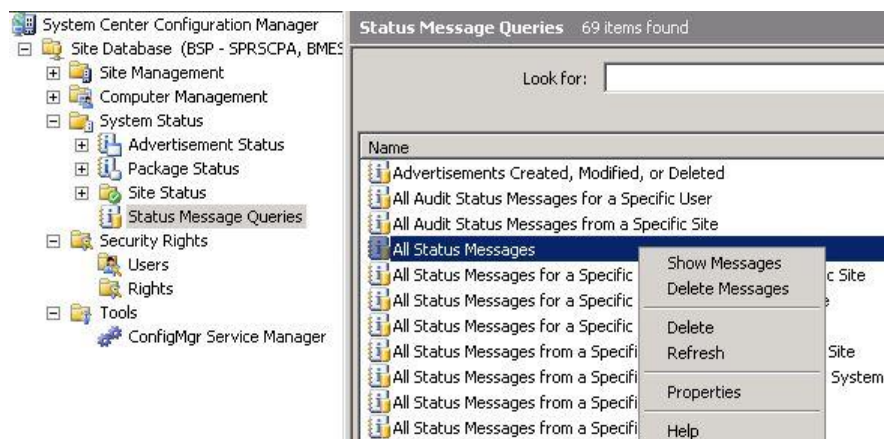 System Center Configuration Manager
Site Database (BSP - SPRSCPA, BMES
Site Management
Computer Management
System Status
Advertisement Status
Package Status
Site Status
Status Message Queries
Security Rights
Users
Rights
Tools
ConfigMgr Service Manager
Status Message Queries 69 items found
Look for:
Name
Advertisements Created, Modified, or Deleted
All Audit Status Messages for a Specific User
All Audit Status Messages from a Specific Site
All Status Messages
All Status Messages for a Specific c Site
All Status Messages for a Specific
All Status Messages for a Specific
All Status Messages from a Specifi Site
All Status Messages from a Specifi System
All Status Messages from a Specifi
All Status Messages from a Specifi
Show Messages
Delete Messages
Delete
Refresh
Properties
Help